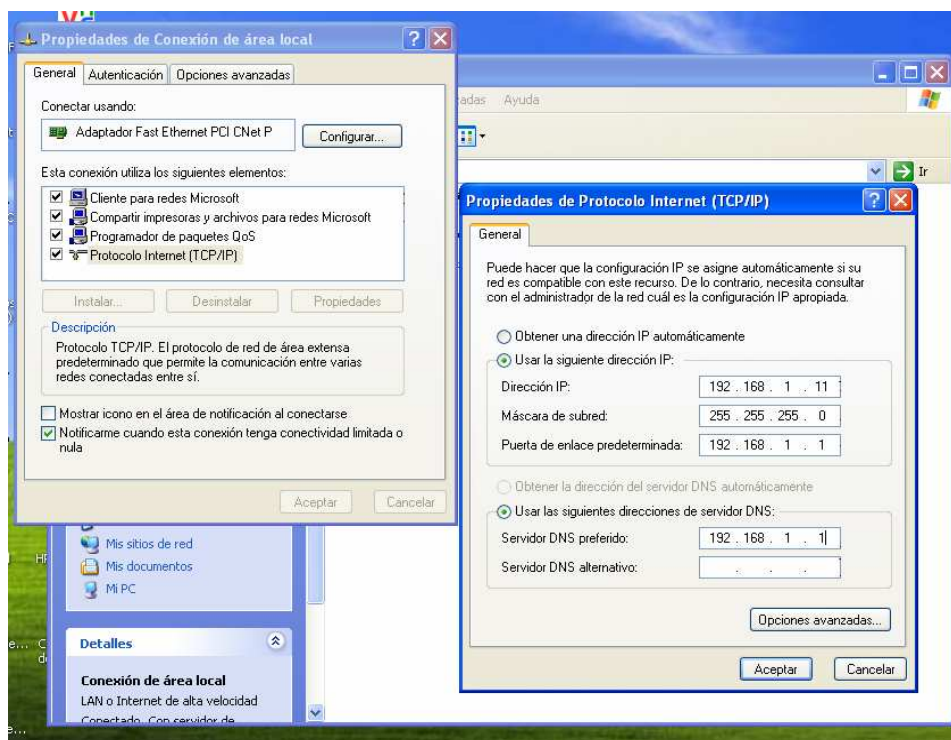 Propiedades de Conexión de área local
General Autenticación Opciones avanzadas
Conectar usando:
Adaptador Fast Ethernet PCI CNet P
Configurar...
Esta conexión utiliza los siguientes elementos:
Cliente para redes Microsoft
Compartir impresoras y archivos para redes Microsoft
Programador de paquetes QoS
Protocolo Internet (TCP/IP)
Instalar... Desinstalar Propiedades
Descripción
Protocolo TCP/IP. El protocolo de red de área extensa
predeterminado que permite la comunicación entre varias
redes conectadas entre sí.
Mostrar icono en el área de notificación al conectarse
Notificarme cuando esta conexión tenga conectividad limitada o
nula
Aceptar Cancelar
Ayuda
Ir
Propiedades de Protocolo Internet (TCP/IP)
General
Puede hacer que la configuración IP se asigne automáticamente si su
red es compatible con este recurso. De lo contrario, necesita consultar
con el administrador de la red cuál es la configuración IP apropiada.
Obtener una dirección IP automáticamente
Usar la siguiente dirección IP:
Dirección IP: 192 . 168 . 1 . 11
Máscara de subred: 255 . 255 . 255 . 0
Puerta de enlace predeterminada: 192 . 168 . 1 . 1
Obtener la dirección del servidor DNS automáticamente
Usar las siguientes direcciones de servidor DNS:
Servidor DNS preferido: 192 . 168 . 1 . 1
Servidor DNS alternativo: . . .
Opciones avanzadas...
Aceptar Cancelar
Mis sitios de red
Mis documentos
Mi PC
Detalles
Conexión de área local
LAN o Internet de alta velocidad
Conectado, Con servidor de